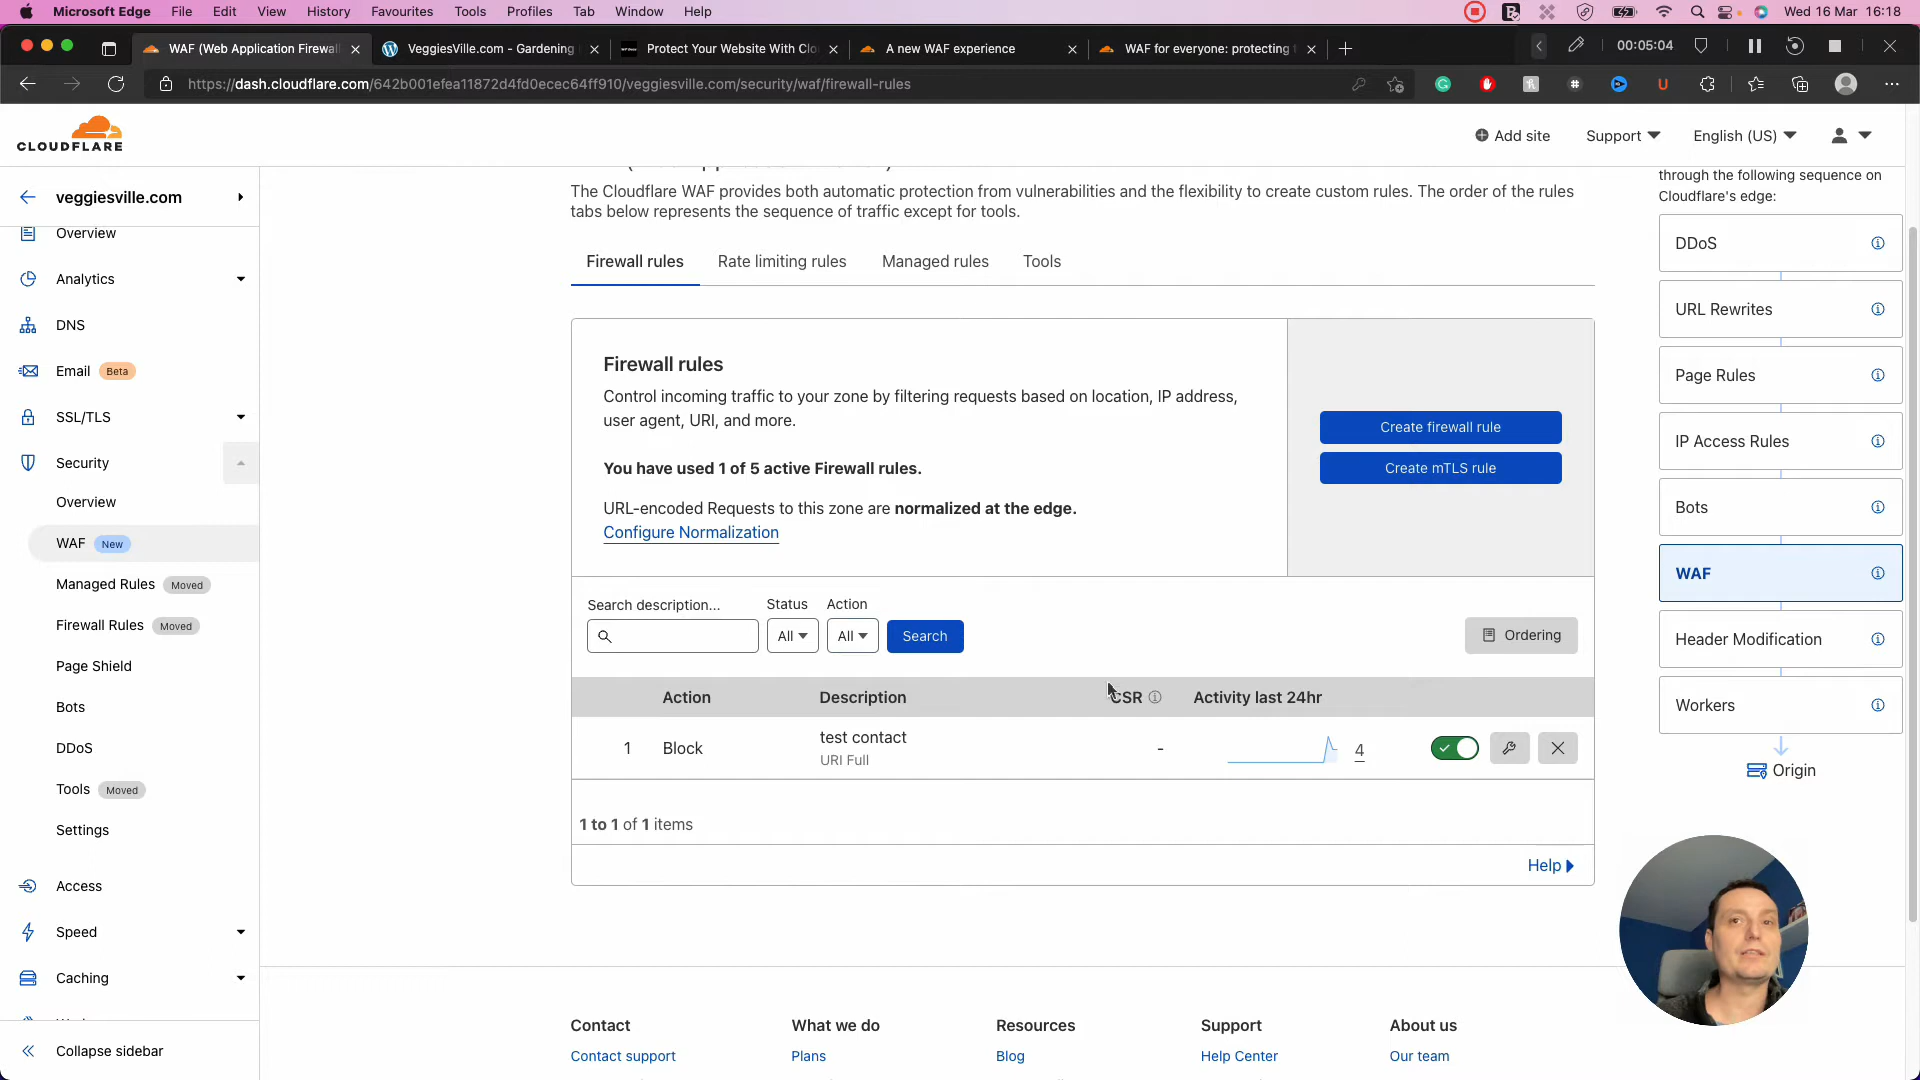 Microsoft Edge File Edit View History Favourites Tools Profiles Tab Window Help Wed 16 Mar 16:18
WAF (Web Application Firewall VeggiesVille.com - Gardening Protect Your Website With Clo A new WAF experience WAF for everyone: protecting 00:05:04
https://dash.cloudflare.com/642b001efea11872d4fd0ecec64ff910/veggiesville.com/security/waf/firewall-rules
CLOUDFLARE
Add site Support English (US)
veggiesville.com
Overview
Analytics
DNS
Email Beta
SSL/TLS
Security
Overview
WAF New
Managed Rules Moved
Firewall Rules Moved
Page Shield
Bots
DDoS
Tools Moved
Settings
Access
Speed
Caching
Collapse sidebar
The Cloudflare WAF provides both automatic protection from vulnerabilities and the flexibility to create custom rules. The order of the rules
tabs below represents the sequence of traffic except for tools.
Firewall rules Rate limiting rules Managed rules Tools
Firewall rules
Control incoming traffic to your zone by filtering requests based on location, IP address,
user agent, URI, and more.
You have used 1 of 5 active Firewall rules.
URL-encoded Requests to this zone are normalized at the edge.
Configure Normalization
Create firewall rule
Create mTLS rule
Search description... Status Action
All All Search Ordering
Action Description CSR Activity last 24hr
1 Block test contact - 4
URI Full
1 to 1 of 1 items
Help
through the following sequence on
Cloudflare's edge:
DDoS
URL Rewrites
Page Rules
IP Access Rules
Bots
WAF
Header Modification
Workers
Origin
Contact What we do Resources Support About us
Contact support Plans Blog Help Center Our team